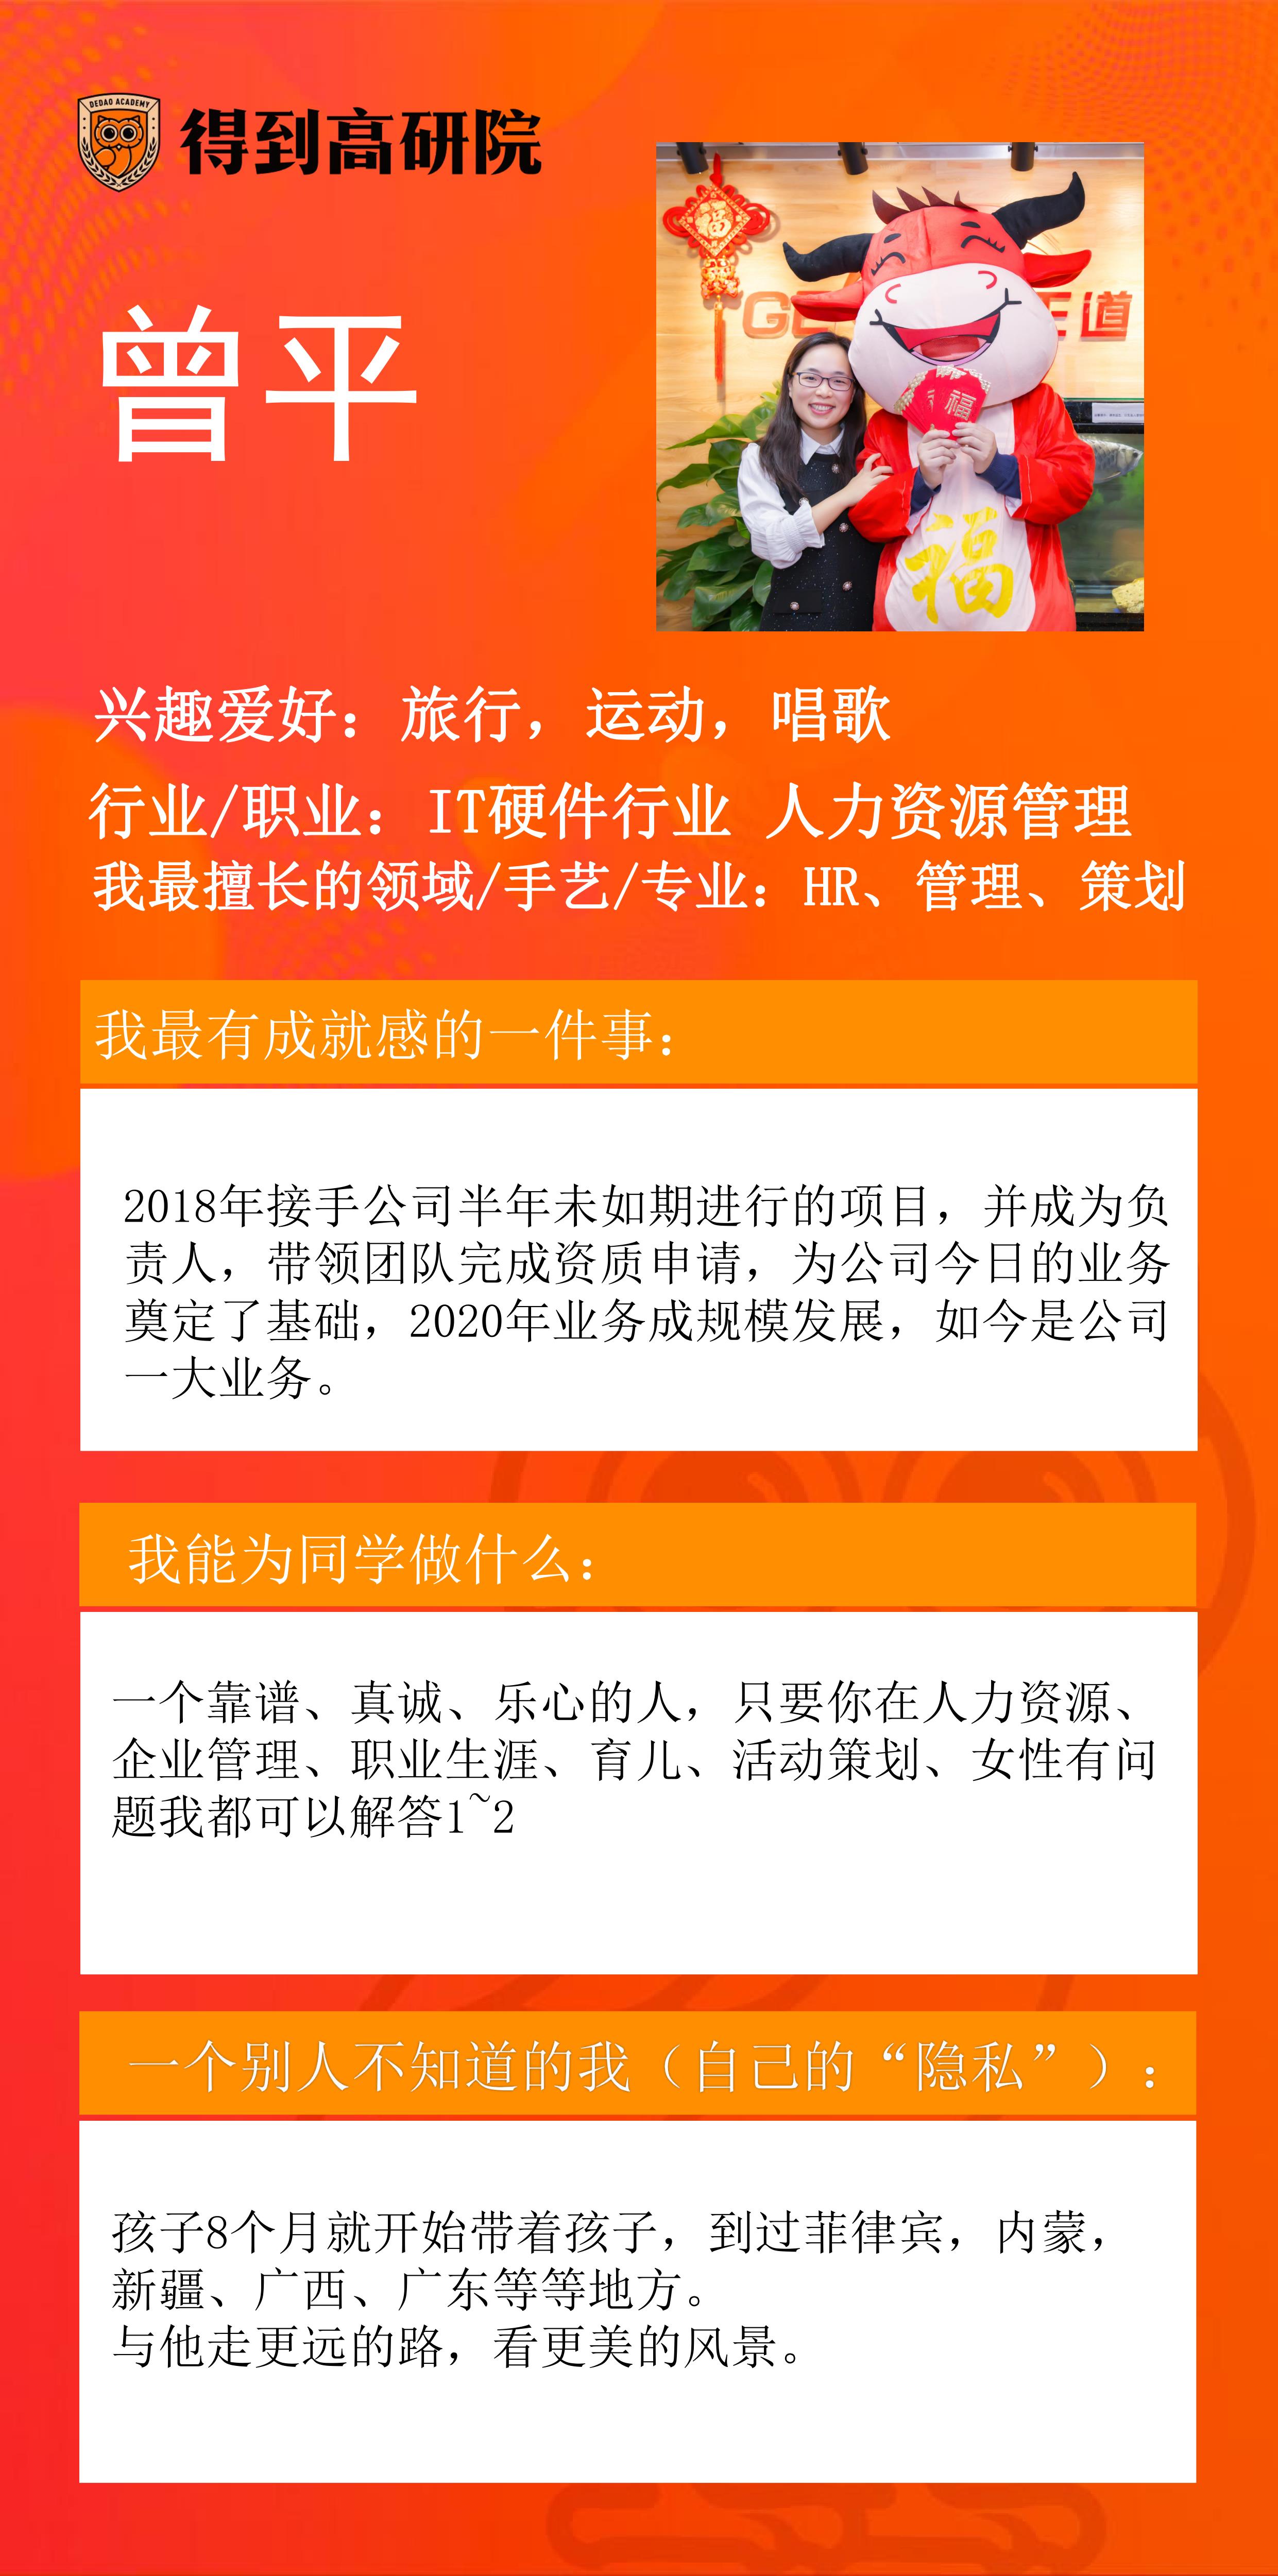 DEDAO ACADEMY
得到高研院
福
道
福
福
曾平
兴趣爱好：旅行，运动，唱歌
行业/职业：IT硬件行业 人力资源管理
我最擅长的领域/手艺/专业：HR、管理、策划
我最有成就感的一件事：
2018年接手公司半年未如期进行的项目，并成为负
责人，带领团队完成资质申请，为公司今日的业务
奠定了基础，2020年业务成规模发展，如今是公司
一大业务。
我能为同学做什么：
一个靠谱、真诚、乐心的人，只要你在人力资源、
企业管理、职业生涯、育儿、活动策划、女性有问
题我都可以解答1~2
一个别人不知道的我（自己的“隐私”）：
孩子8个月就开始带着孩子，到过菲律宾，内蒙，
新疆、广西、广东等等地方。
与他走更远的路，看更美的风景。